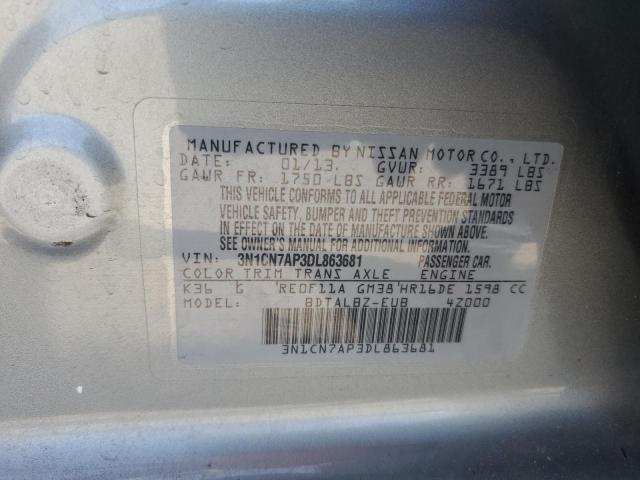 MANUFACTURED BY NISSAN MOTOR CO., LTD.
DATE: 01/13. GVWR: 3389 LBS
GAWR FR: 1750 LBS GAWR RR: 1671 LBS
THIS VEHICLE CONFORMS TO ALL APPLICABLE FEDERAL MOTOR
VEHICLE SAFETY, BUMPER AND THEFT PREVENTION STANDARDS
IN EFFECT ON THE DATE OF MANUFACTURE SHOWN ABOVE.
SEE OWNER'S MANUAL FOR ADDITIONAL INFORMATION.
VIN: 3N1CN7AP3DL863681 PASSENGER CAR.
COLOR TRIM TRANS AXLE ENGINE
K36 G RE0F11A GM38 HR16DE 1598 CC
MODEL: BDTALBZ-EUB 4Z000
3N1CN7AP3DL863681